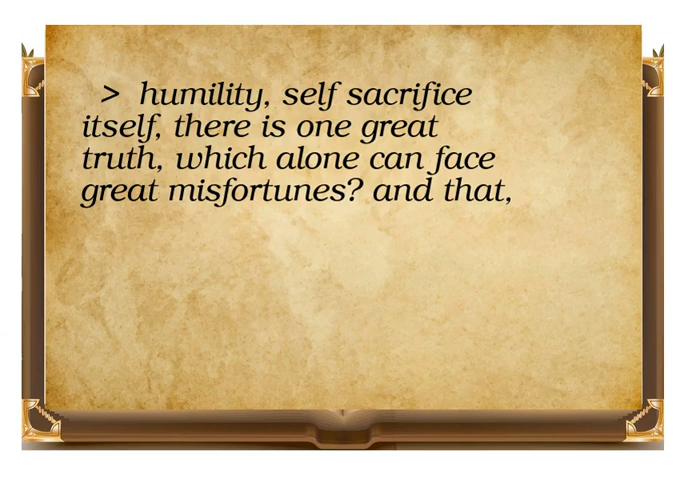 > humility, self sacrifice
itself, there is one great
truth, which alone can face
great misfortunes? and that,